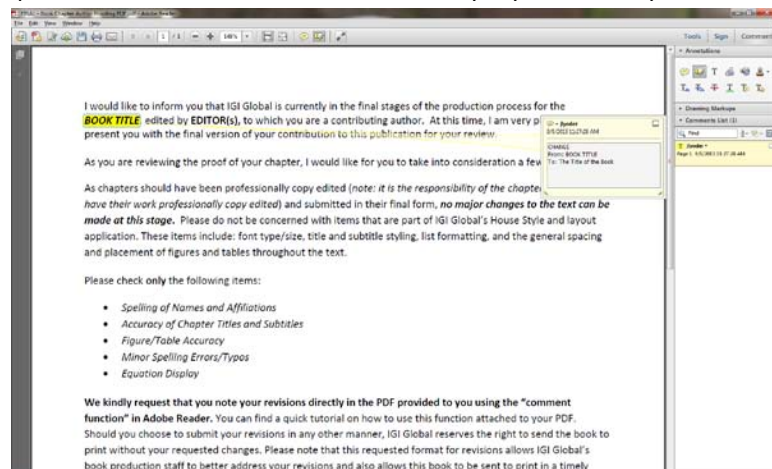 File Edit View Window Help
1 / 1
Tools Sign Comment
Annotations
Drawing Markups
Comments List (1)
Find
I would like to inform you that IGI Global is currently in the final stages of the production process for the
BOOK TITLE, edited by EDITOR(s), to which you are a contributing author. At this time, I am very p
present you with the final version of your contribution to this publication for your review.
CHANGE
From: BOOK TITLE
To: The Title of the Book
As you are reviewing the proof of your chapter, I would like for you to take into consideration a few
As chapters should have been professionally copy edited (note: it is the responsibility of the chapte
have their work professionally copy edited) and submitted in their final form, no major changes to the text can be
made at this stage. Please do not be concerned with items that are part of IGI Global's House Style and layout
application. These items include: font type/size, title and subtitle styling, list formatting, and the general spacing
and placement of figures and tables throughout the text.
Please check only the following items:
• Spelling of Names and Affiliations
• Accuracy of Chapter Titles and Subtitles
• Figure/Table Accuracy
• Minor Spelling Errors/Typos
• Equation Display
We kindly request that you note your revisions directly in the PDF provided to you using the "comment
function" in Adobe Reader. You can find a quick tutorial on how to use this function attached to your PDF.
Should you choose to submit your revisions in any other manner, IGI Global reserves the right to send the book to
print without your requested changes. Please note that this requested format for revisions allows IGI Global's
book production staff to better address your revisions and also allows this book to be sent to print in a timely